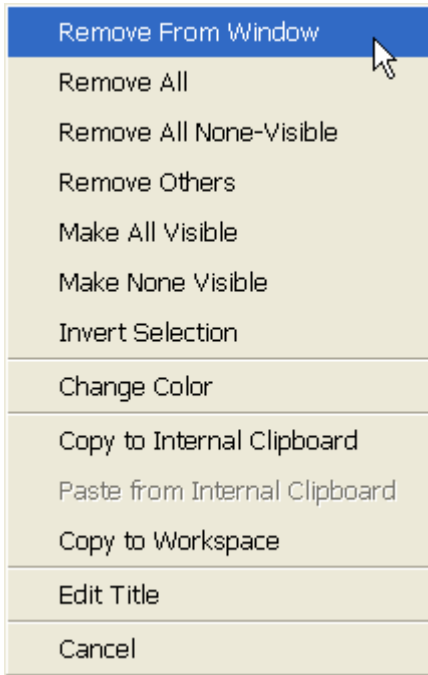 Remove From Window
Remove All
Remove All None-Visible
Remove Others
Make All Visible
Make None Visible
Invert Selection
Change Color
Copy to Internal Clipboard
Paste from Internal Clipboard
Copy to Workspace
Edit Title
Cancel